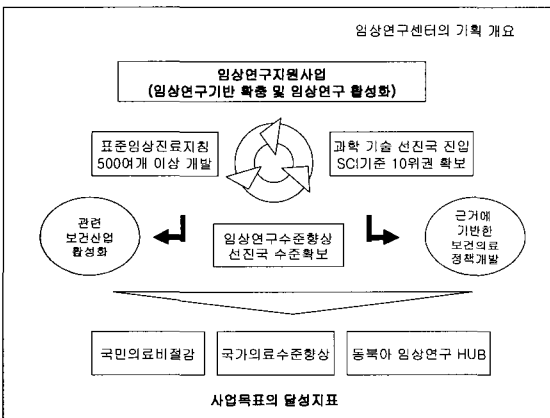 임상연구센터의 기획 개요
임상연구지원사업
(임상연구기반 확충 및 임상연구 활성화)
표준임상진료지침
500여개 이상 개발
과학 기술 선진국 진입
SCI기준 10위권 확보
관련
보건산업
활성화
임상연구수준향상
선진국 수준확보
근거에
기반한
보건의료
정책개발
국민의료비절감
국가의료수준향상
동북아 임상연구 HUB
사업목표의 달성지표